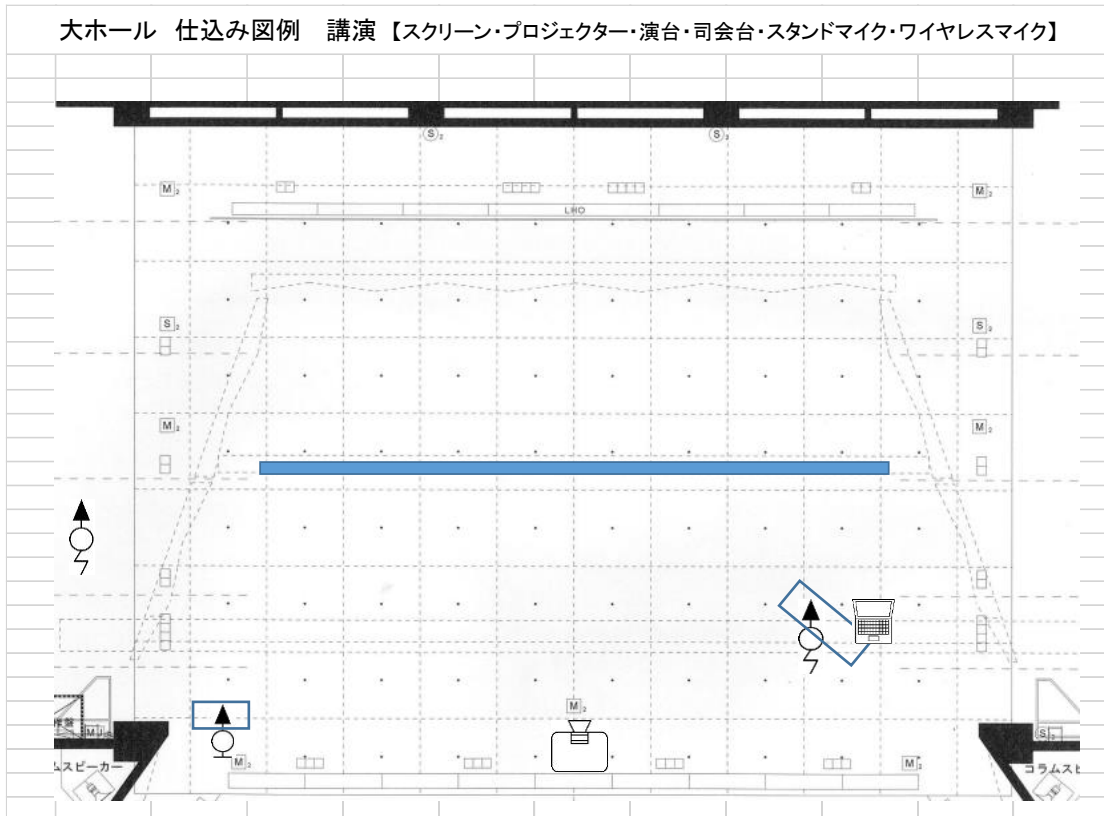 大ホール　仕込み図例　講演【スクリーン・プロジェクター・演台・司会台・スタンドマイク・ワイヤレスマイク】
S₂ S₂
M₂ M₂
LHO
S₂ S₂
M₂ M₂
M₂
M
S₂
M₂ M₂
ムスピーカー コラムスピ